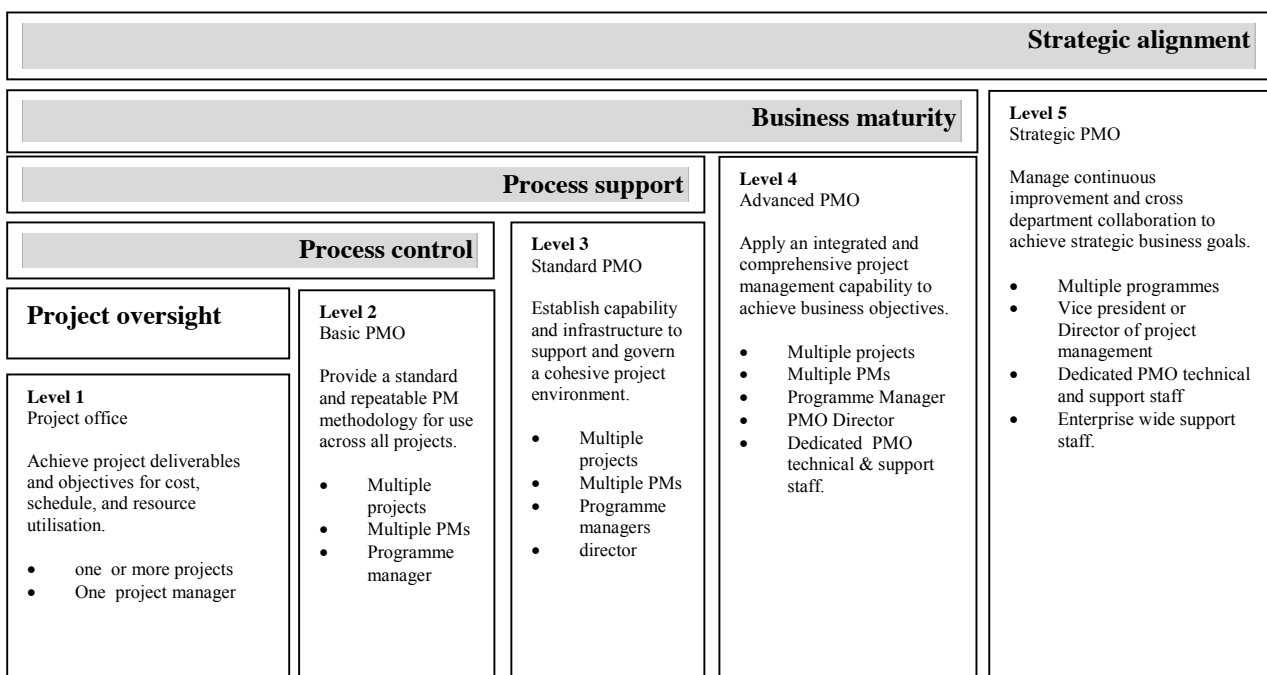 Strategic alignment
Business maturity
Process support
Process control
Project oversight
Level 1
Project office
Achieve project deliverables
and objectives for cost,
schedule, and resource
utilisation.
• one or more projects
• One project manager
Level 2
Basic PMO
Provide a standard
and repeatable PM
methodology for use
across all projects.
• Multiple
projects
• Multiple PMs
• Programme
manager
Level 3
Standard PMO
Establish capability
and infrastructure to
support and govern
a cohesive project
environment.
• Multiple
projects
• Multiple PMs
• Programme
managers
• director
Level 4
Advanced PMO
Apply an integrated and
comprehensive project
management capability to
achieve business objectives.
• Multiple projects
• Multiple PMs
• Programme Manager
• PMO Director
• Dedicated PMO
technical & support
staff.
Level 5
Strategic PMO
Manage continuous
improvement and cross
department collaboration to
achieve strategic business goals.
• Multiple programmes
• Vice president or
Director of project
management
• Dedicated PMO technical
and support staff
• Enterprise wide support
staff.